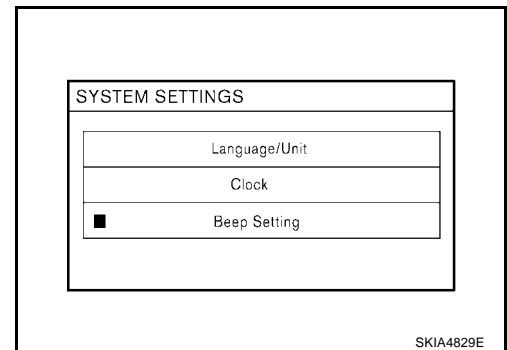 SYSTEM SETTINGS
Language/Unit
Clock
Beep Setting
SKIA4829E